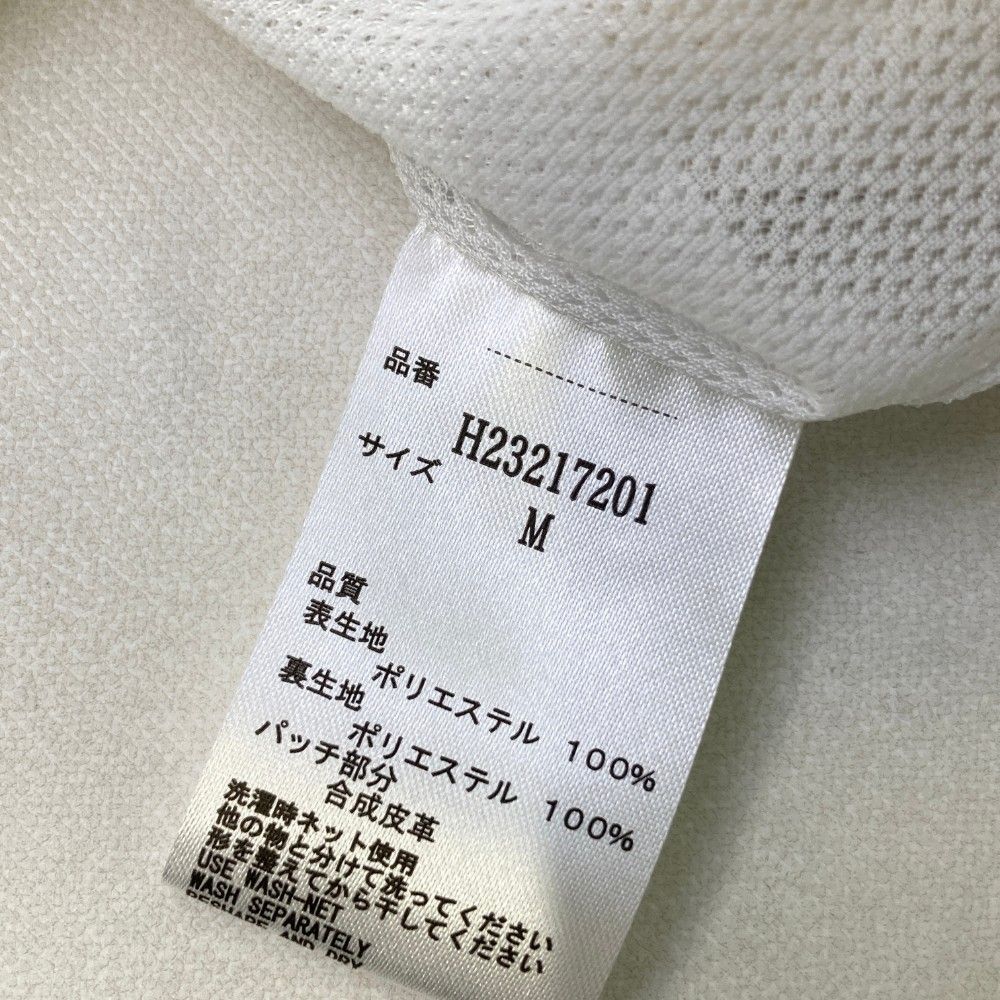 品番
H23217201
サイズ
M
品質
表生地
ポリエステル 100%
裏生地
ポリエステル 100%
パッチ部分
合成皮革
洗濯時ネット使用
他の物と分けて洗ってください
形を整えてから干してください
USE WASH-NET
WASH SEPARATELY
RESHAPE AND DRY